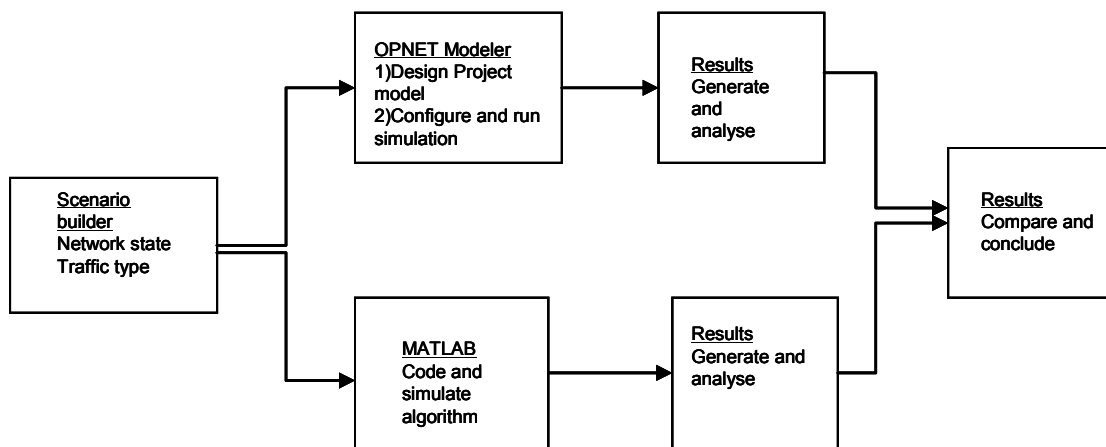 Scenario
builder
Network state
Traffic type
OPNET Modeler
1)Design Project
model
2)Configure and run
simulation
Results
Generate
and
analyse
MATLAB
Code and
simulate
algorithm
Results
Generate and
analyse
Results
Compare and
conclude